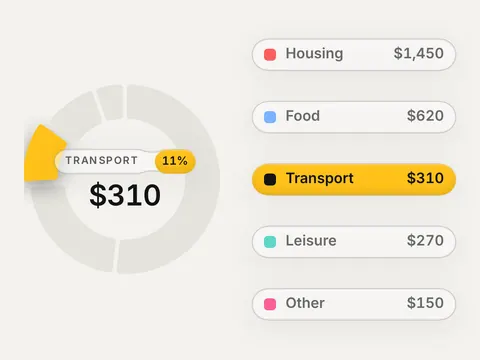 TRANSPORT 11%
$310
Housing $1,450
Food $620
Transport $310
Leisure $270
Other $150